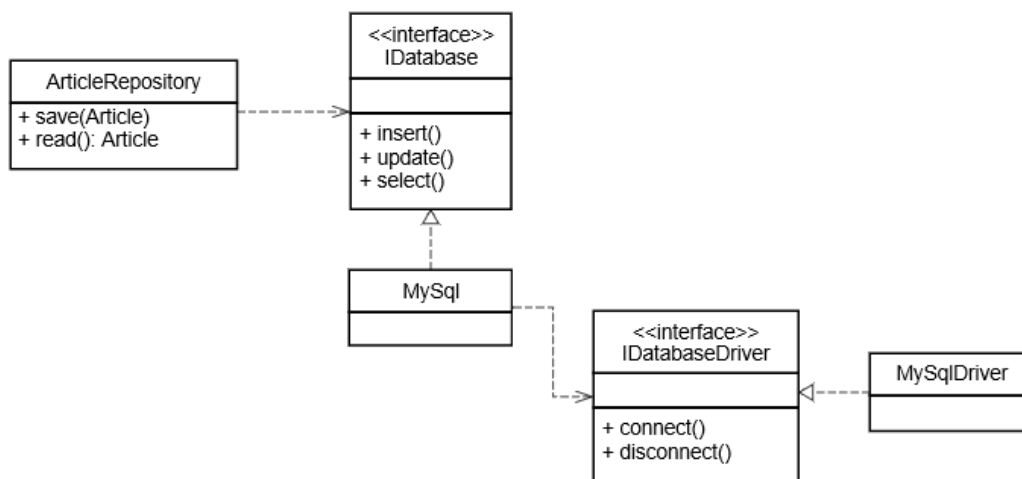 ArticleRepository
+ save(Article)
+ read(): Article
<<interface>>
IDatabase
+ insert()
+ update()
+ select()
MySql
<<interface>>
IDatabaseDriver
+ connect()
+ disconnect()
MySqlDriver